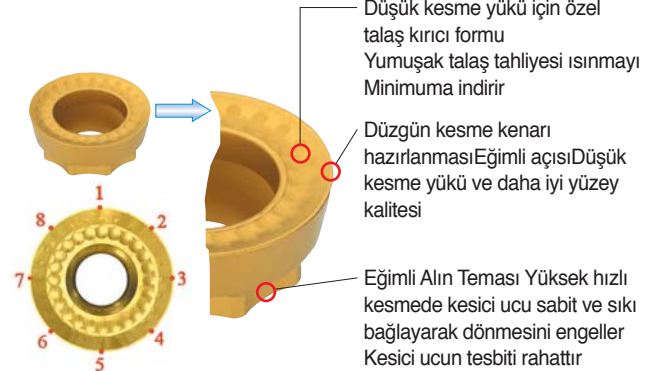 Düşük kesme yükü için özel
talaş kırıcı formu
Yumuşak talaş tahliyesi ısınmayı
Minimuma indirir
Düzgün kesme kenarı
hazırlanmasıEğimli açısıDüşük
kesme yükü ve daha iyi yüzey
kalitesi
Eğimli Alın Teması Yüksek hızlı
kesmede kesici ucu sabit ve sıkı
bağlayarak dönmesini engeller
Kesici ucun tesbiti rahattır
1
2
3
4
5
6
7
8